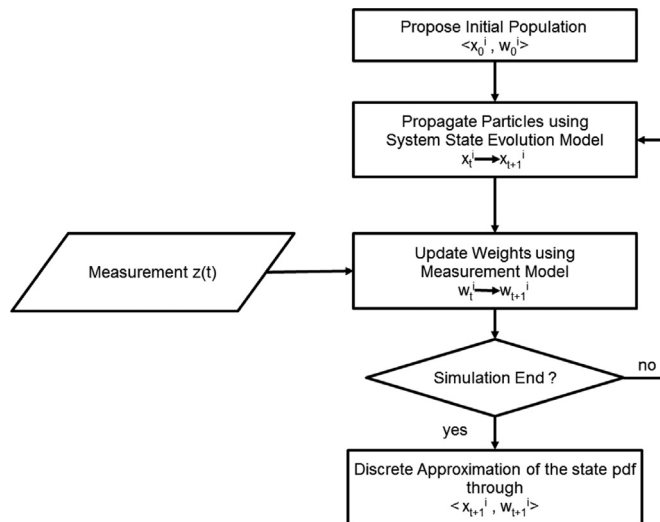 Propose Initial Population
<x₀ⁱ , w₀ⁱ>
Propagate Particles using
System State Evolution Model
xₜⁱ→xₜ₊₁ⁱ
Measurement z(t)
Update Weights using
Measurement Model
wₜⁱ→wₜ₊₁ⁱ
Simulation End ?
no
yes
Discrete Approximation of the state pdf
through
< xₜ₊₁ⁱ , wₜ₊₁ⁱ>